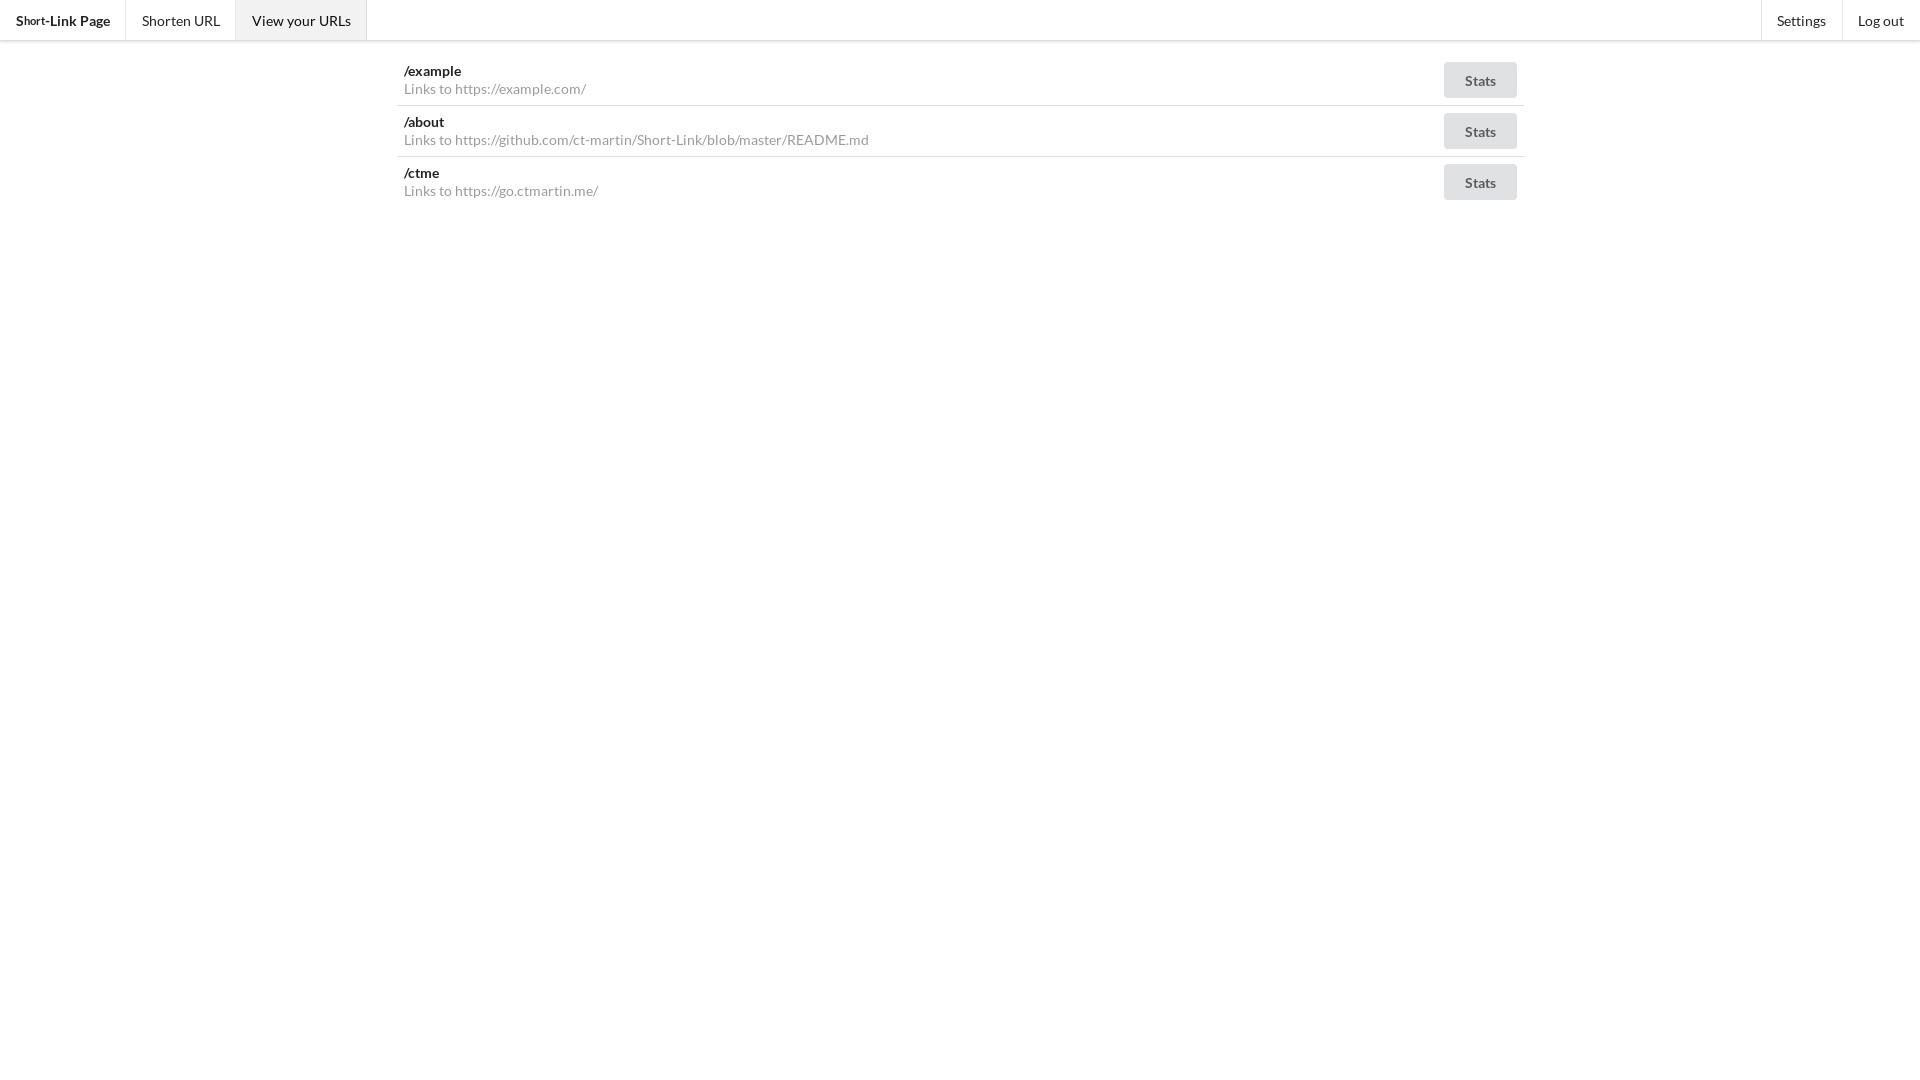 Short-Link Page
Shorten URL
View your URLs
Settings
Log out
/example
Links to https://example.com/
Stats
/about
Links to https://github.com/ct-martin/Short-Link/blob/master/README.md
Stats
/ctme
Links to https://go.ctmartin.me/
Stats